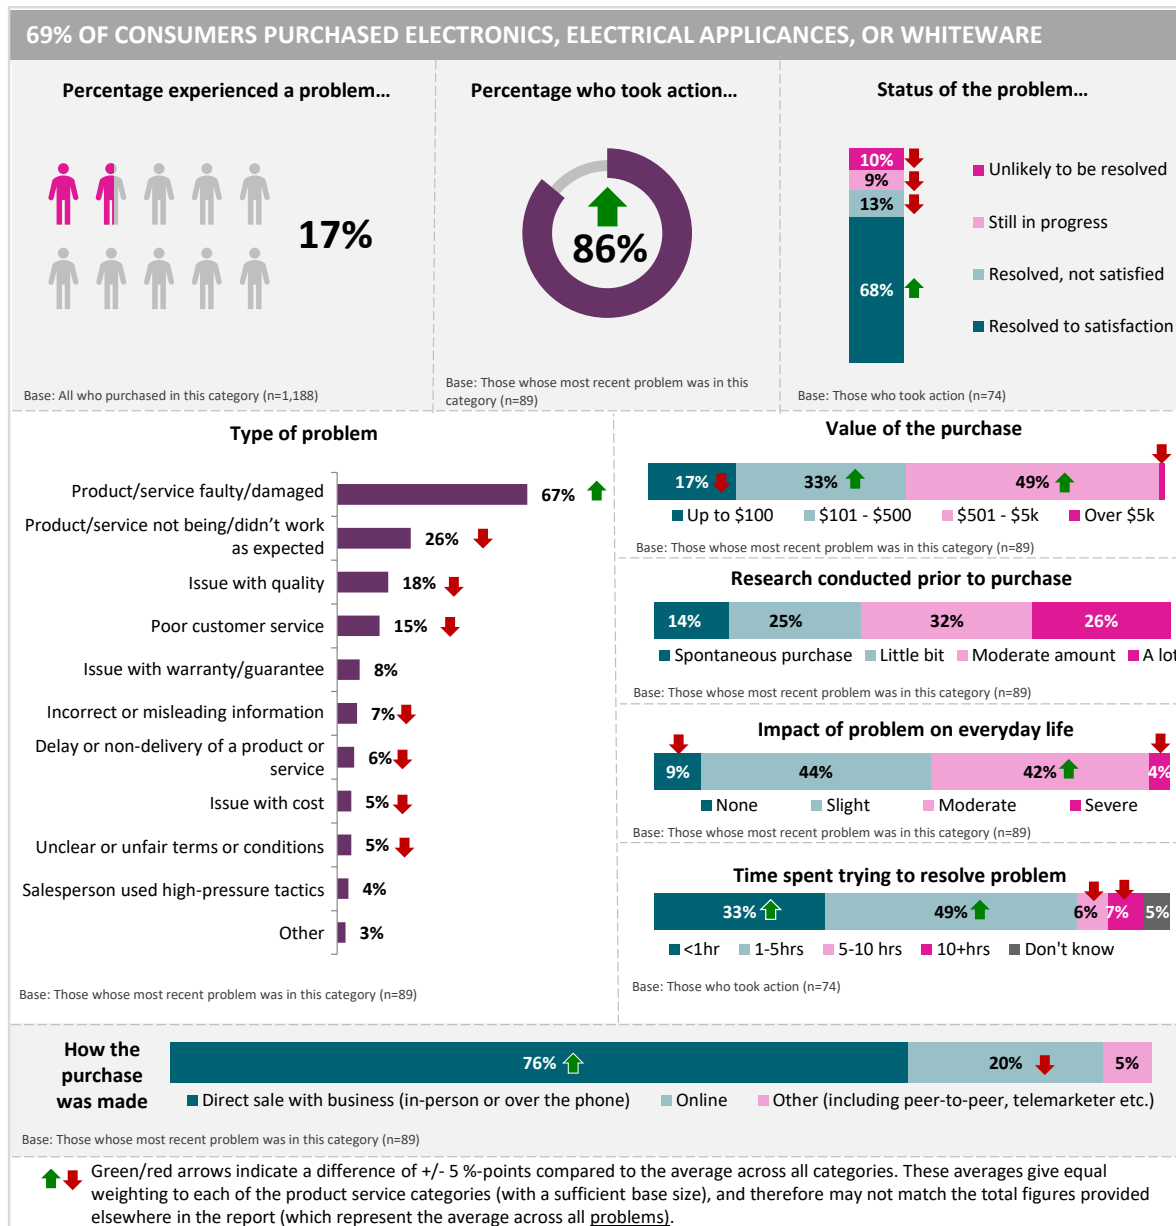 69% OF CONSUMERS PURCHASED ELECTRONICS, ELECTRICAL APPLICANCES, OR WHITEWARE
Percentage experienced a problem...
17%
Base: All who purchased in this category (n=1,188)
Percentage who took action...
86%
Base: Those whose most recent problem was in this
category (n=89)
Status of the problem...
10%
9%
13%
68%
Unlikely to be resolved
Still in progress
Resolved, not satisfied
Resolved to satisfaction
Base: Those who took action (n=74)
Type of problem
Product/service faulty/damaged
67%
Product/service not being/didn't work
as expected
26%
Issue with quality
18%
Poor customer service
15%
Issue with warranty/guarantee
8%
Incorrect or misleading information
7%
Delay or non-delivery of a product or
service
6%
Issue with cost
5%
Unclear or unfair terms or conditions
5%
Salesperson used high-pressure tactics
4%
Other
3%
Base: Those whose most recent problem was in this category (n=89)
Value of the purchase
17% 33% 49%
Up to $100 $101 - $500 $501 - $5k Over $5k
Base: Those whose most recent problem was in this category (n=89)
Research conducted prior to purchase
14% 25% 32% 26%
Spontaneous purchase Little bit Moderate amount A lot
Base: Those whose most recent problem was in this category (n=89)
Impact of problem on everyday life
9% 44% 42% 4%
None Slight Moderate Severe
Base: Those whose most recent problem was in this category (n=89)
Time spent trying to resolve problem
33% 49% 6% 7% 5%
<1hr 1-5hrs 5-10 hrs 10+hrs Don't know
Base: Those who took action (n=74)
How the
purchase
was made
76% 20% 5%
Direct sale with business (in-person or over the phone) Online Other (including peer-to-peer, telemarketer etc.)
Base: Those whose most recent problem was in this category (n=89)
Green/red arrows indicate a difference of +/- 5 %-points compared to the average across all categories. These averages give equal
weighting to each of the product service categories (with a sufficient base size), and therefore may not match the total figures provided
elsewhere in the report (which represent the average across all problems).